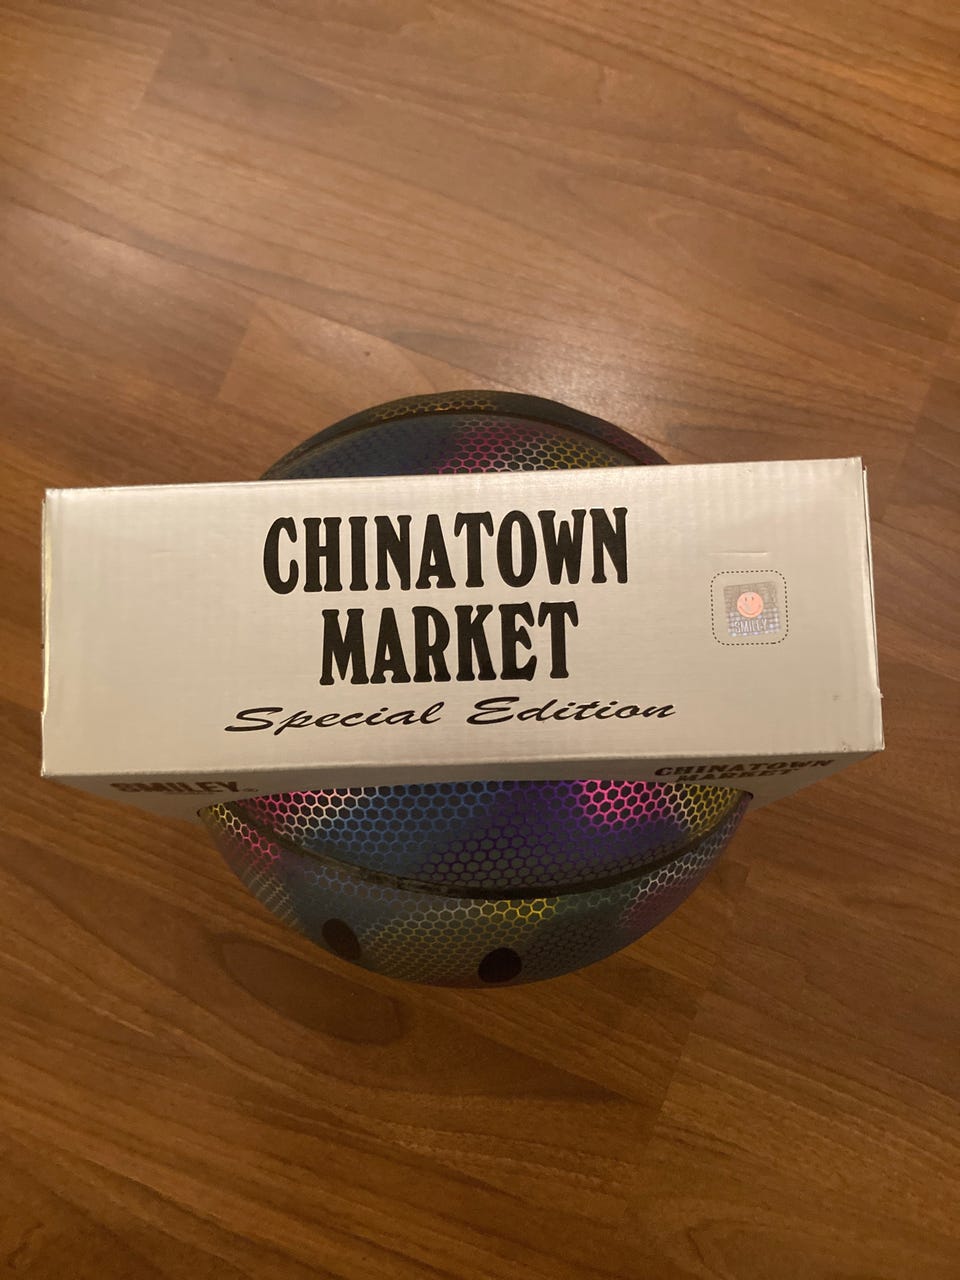 CHINATOWN
MARKET
Special Edition
SMILEY
SMILEY®
CHINATOWN
MARKET